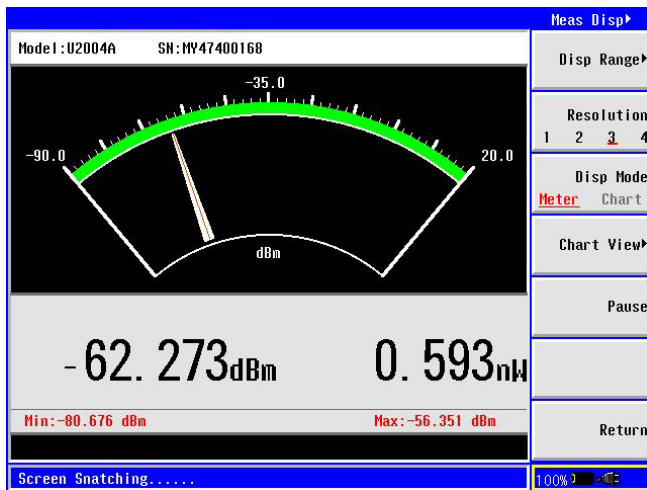 Meas Disp
Model:U2004A SN:MY47400168
Disp Range
-35.0
Resolution
1 2 3 4
-90.0
20.0
Disp Mode
Meter Chart
dBm
Chart View
Pause
-62.273dBm 0.593nW
Min:-80.676 dBm Max:-56.351 dBm
Return
Screen Snatching......
100%